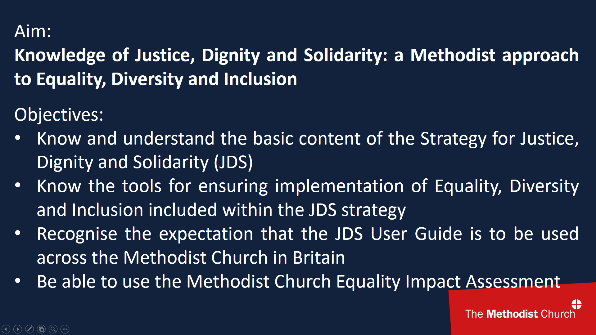 Aim:
Knowledge of Justice, Dignity and Solidarity: a Methodist approach
to Equality, Diversity and Inclusion
Objectives:
• Know and understand the basic content of the Strategy for Justice,
Dignity and Solidarity (JDS)
• Know the tools for ensuring implementation of Equality, Diversity
and Inclusion included within the JDS strategy
• Recognise the expectation that the JDS User Guide is to be used
across the Methodist Church in Britain
• Be able to use the Methodist Church Equality Impact Assessment
The Methodist Church